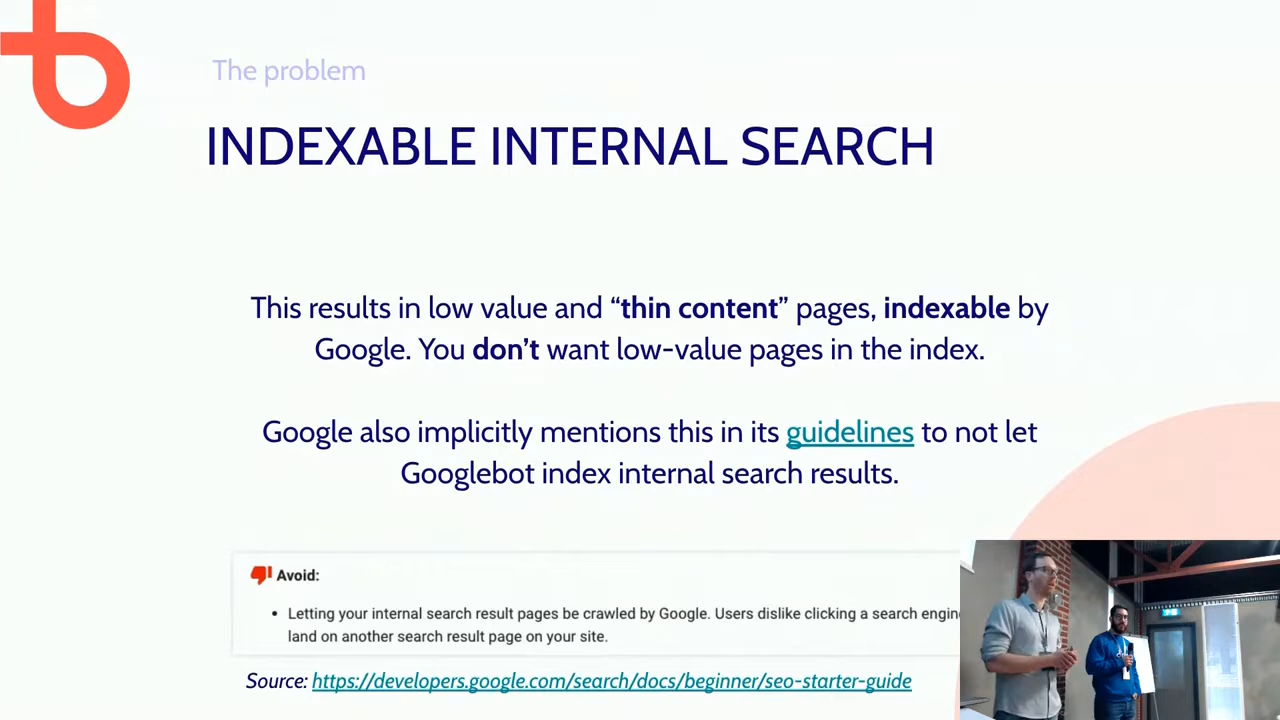 The problem
INDEXABLE INTERNAL SEARCH
This results in low value and “thin content” pages, indexable by
Google. You don’t want low-value pages in the index.
Google also implicitly mentions this in its guidelines to not let
Googlebot index internal search results.
Avoid:
• Letting your internal search result pages be crawled by Google. Users dislike clicking a search engine
land on another search result page on your site.
Source: https://developers.google.com/search/docs/beginner/seo-starter-guide